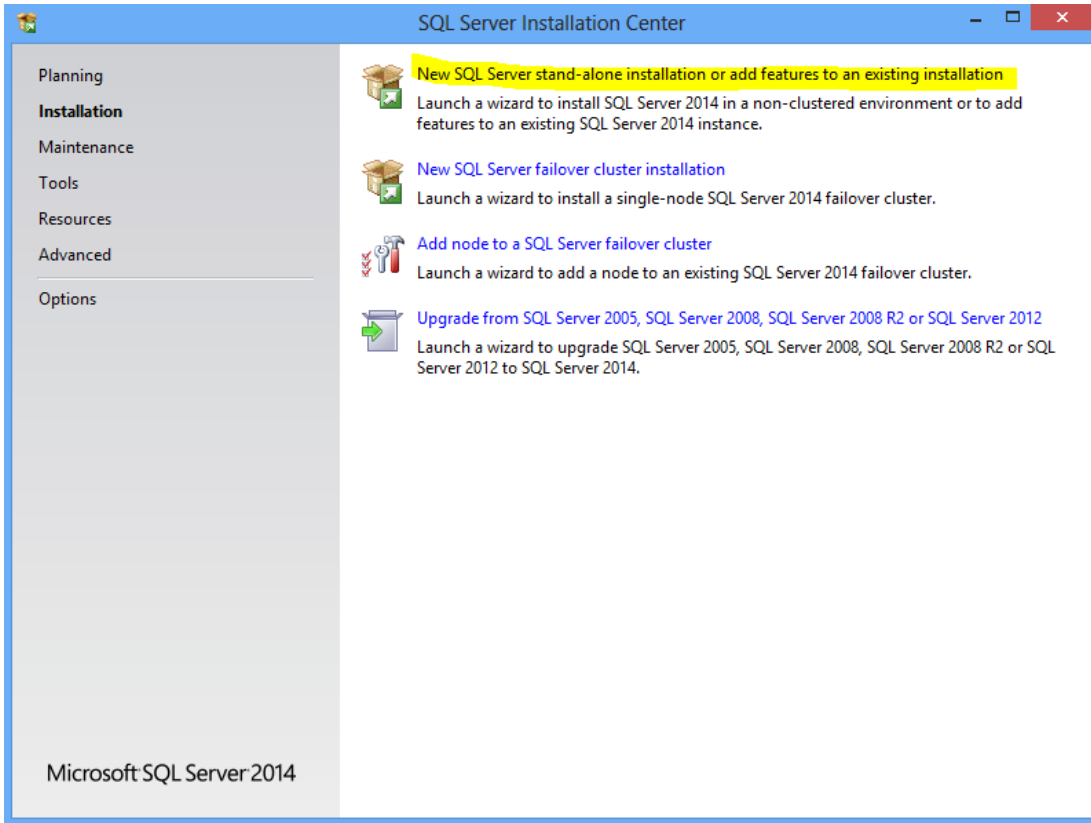 SQL Server Installation Center
Planning
Installation
Maintenance
Tools
Resources
Advanced
Options
New SQL Server stand-alone installation or add features to an existing installation
Launch a wizard to install SQL Server 2014 in a non-clustered environment or to add
features to an existing SQL Server 2014 instance.
New SQL Server failover cluster installation
Launch a wizard to install a single-node SQL Server 2014 failover cluster.
Add node to a SQL Server failover cluster
Launch a wizard to add a node to an existing SQL Server 2014 failover cluster.
Upgrade from SQL Server 2005, SQL Server 2008, SQL Server 2008 R2 or SQL Server 2012
Launch a wizard to upgrade SQL Server 2005, SQL Server 2008, SQL Server 2008 R2 or SQL
Server 2012 to SQL Server 2014.
Microsoft SQL Server 2014